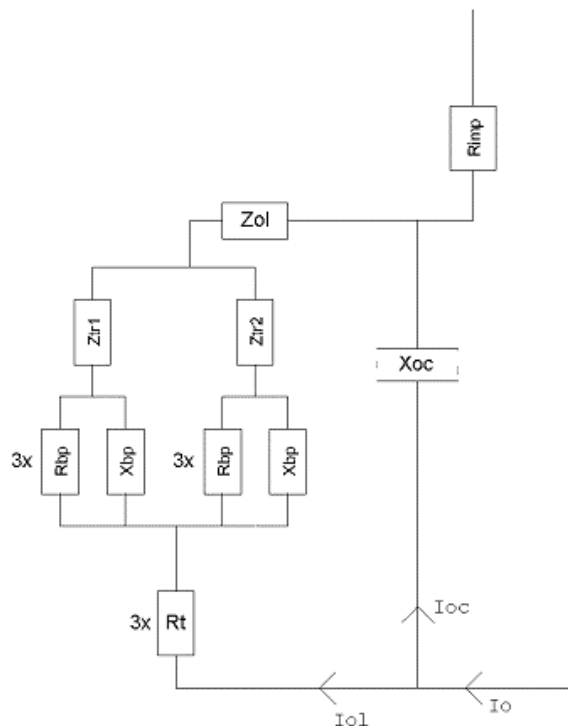 Rimp
Zol
Ztr1
Ztr2
Xoc
3x
Rbp
Xbp
3x
Rbp
Xbp
3x
Rt
Ioc
Iol
Io